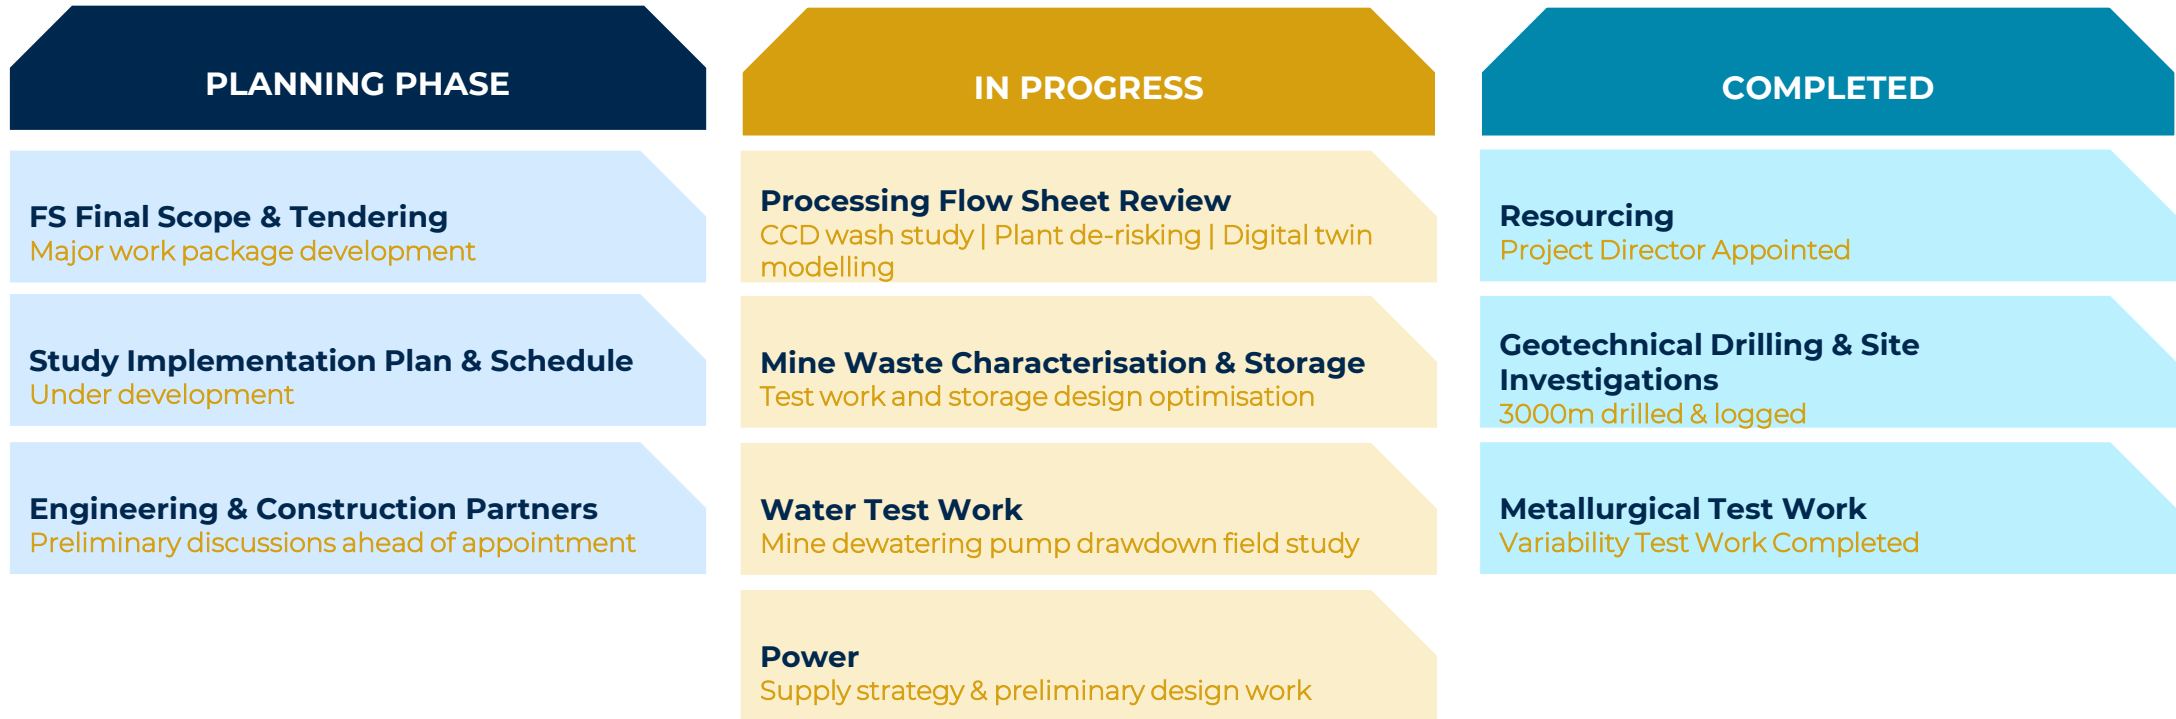 PLANNING PHASE
FS Final Scope & Tendering
Major work package development
Study Implementation Plan & Schedule
Under development
Engineering & Construction Partners
Preliminary discussions ahead of appointment
IN PROGRESS
Processing Flow Sheet Review
CCD wash study | Plant de-risking | Digital twin
modelling
Mine Waste Characterisation & Storage
Test work and storage design optimisation
Water Test Work
Mine dewatering pump drawdown field study
Power
Supply strategy & preliminary design work
COMPLETED
Resourcing
Project Director Appointed
Geotechnical Drilling & Site
Investigations
3000m drilled & logged
Metallurgical Test Work
Variability Test Work Completed